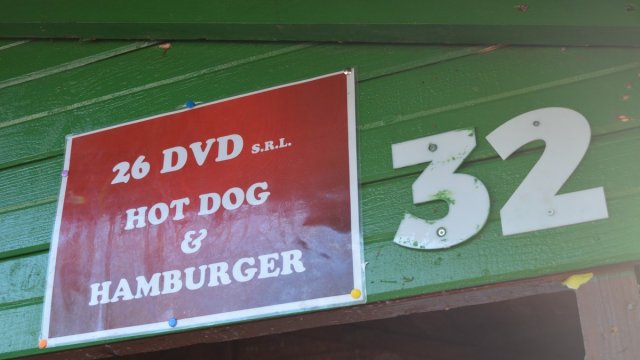 26 DVD S.R.L.
HOT DOG
&
HAMBURGER
32